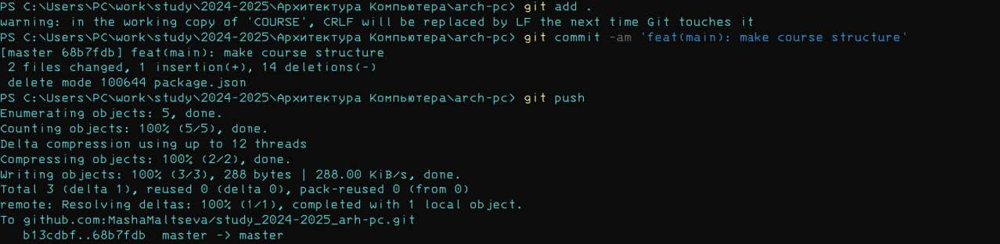 PS C:\Users\PC\work\study\2024-2025\Архитектура Компьютера\arch-pc> git add .
warning: in the working copy of 'COURSE', CRLF will be replaced by LF the next time Git touches it
PS C:\Users\PC\work\study\2024-2025\Архитектура Компьютера\arch-pc> git commit -am 'feat(main): make course structure'
[master 68b7fdb] feat(main): make course structure
 2 files changed, 1 insertion(+), 14 deletions(-)
 delete mode 100644 package.json
PS C:\Users\PC\work\study\2024-2025\Архитектура Компьютера\arch-pc> git push
Enumerating objects: 5, done.
Counting objects: 100% (5/5), done.
Delta compression using up to 12 threads
Compressing objects: 100% (2/2), done.
Writing objects: 100% (3/3), 288 bytes | 288.00 KiB/s, done.
Total 3 (delta 1), reused 0 (delta 0), pack-reused 0 (from 0)
remote: Resolving deltas: 100% (1/1), completed with 1 local object.
To github.com:MashaMaltseva/study_2024-2025_arh-pc.git
   b13cdbf..68b7fdb  master -> master